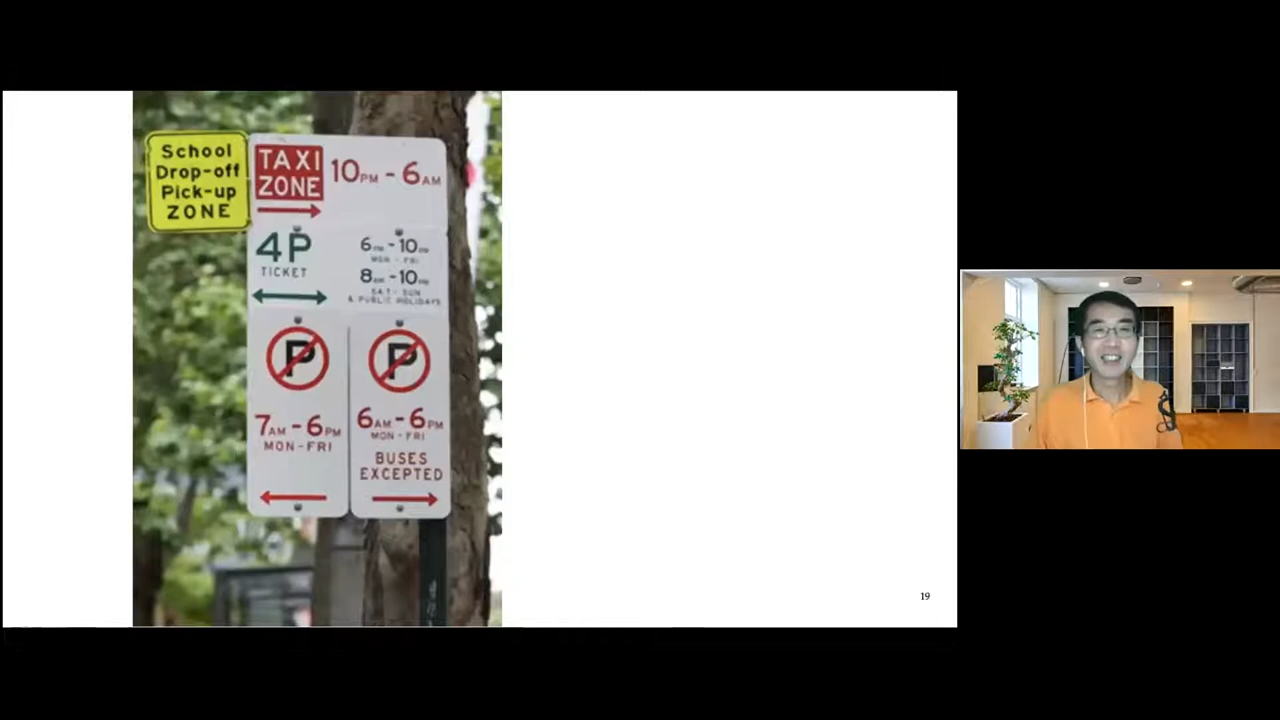 School
Drop-off
Pick-up
ZONE
TAXI
ZONE
10PM - 6AM
4P
TICKET
6PM - 10PM
MON - FRI
8AM - 10PM
SAT - SUN
& PUBLIC HOLIDAYS
P
7AM - 6PM
MON - FRI
P
6AM - 6PM
MON - FRI
BUSES
EXCEPTED
19